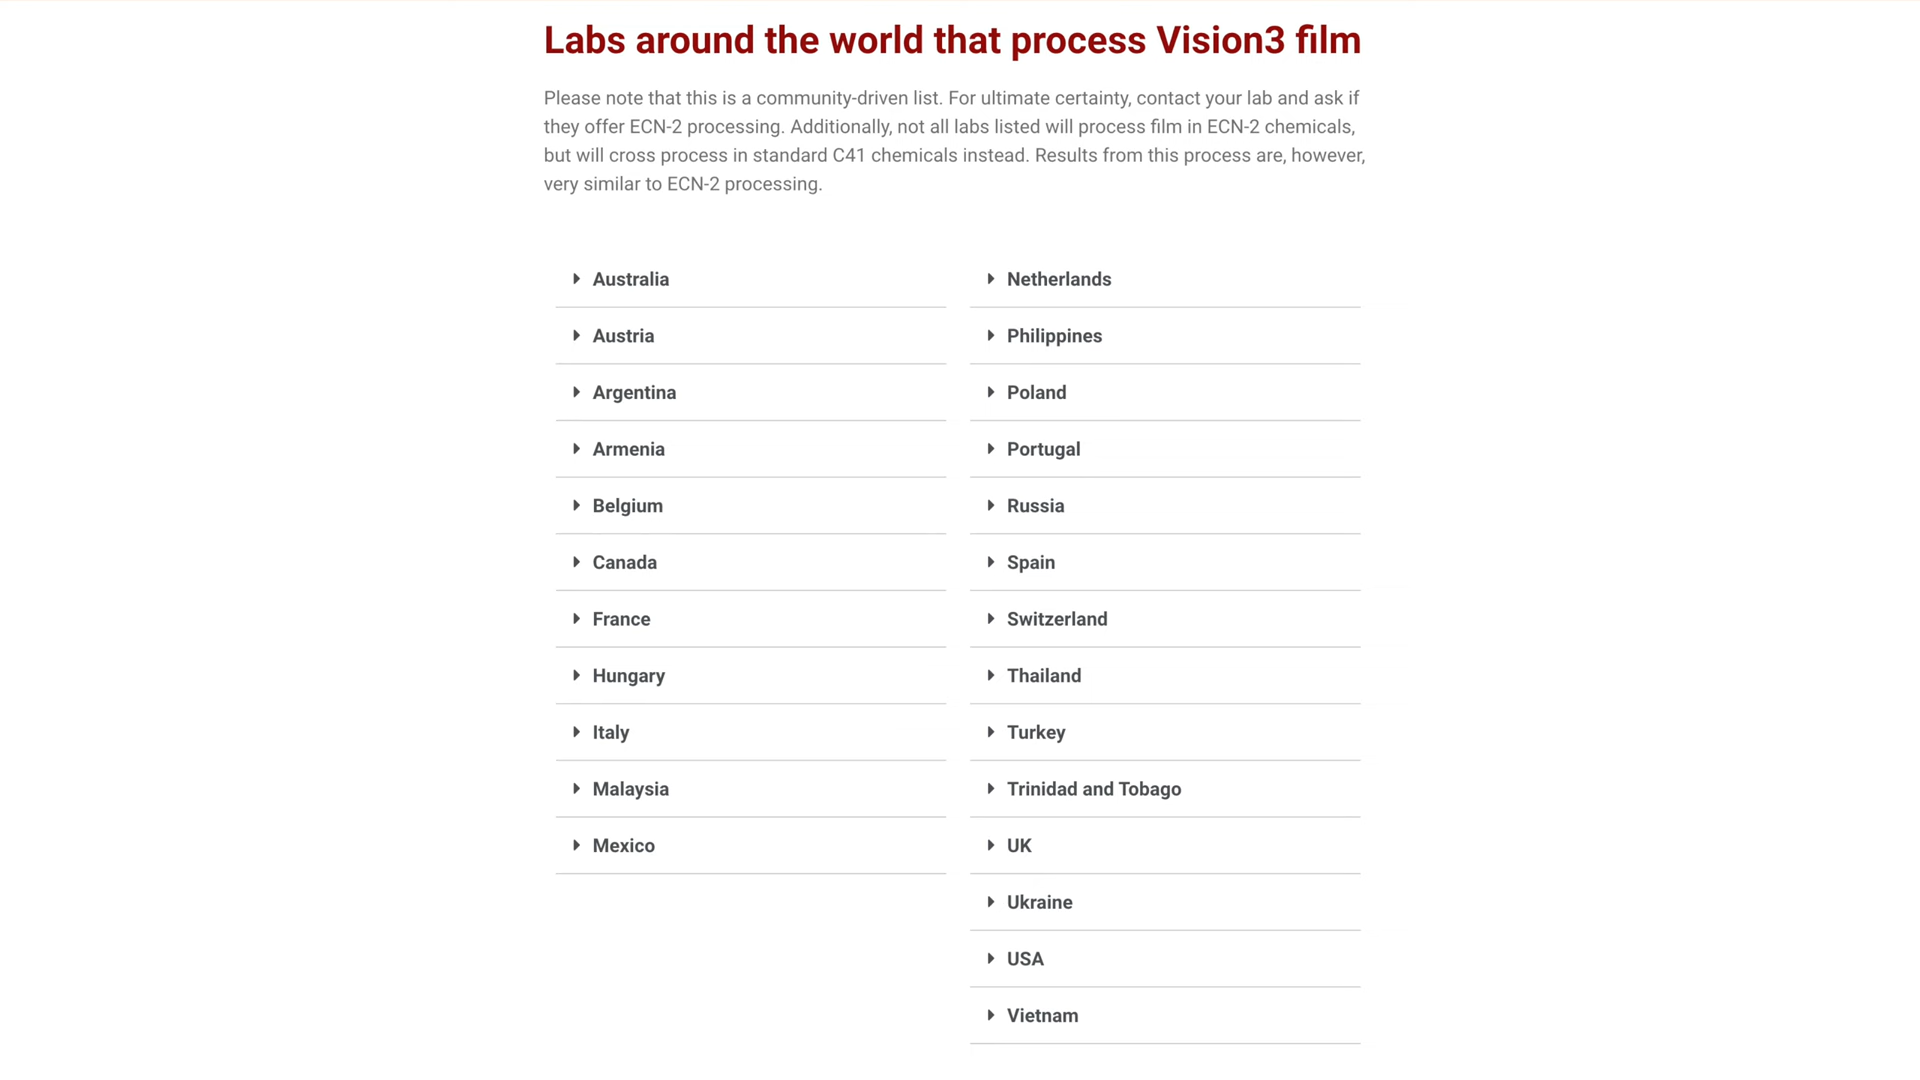 Labs around the world that process Vision3 film
Please note that this is a community-driven list. For ultimate certainty, contact your lab and ask if
they offer ECN-2 processing. Additionally, not all labs listed will process film in ECN-2 chemicals,
but will cross process in standard C41 chemicals instead. Results from this process are, however,
very similar to ECN-2 processing.
Australia
Austria
Argentina
Armenia
Belgium
Canada
France
Hungary
Italy
Malaysia
Mexico
Netherlands
Philippines
Poland
Portugal
Russia
Spain
Switzerland
Thailand
Turkey
Trinidad and Tobago
UK
Ukraine
USA
Vietnam